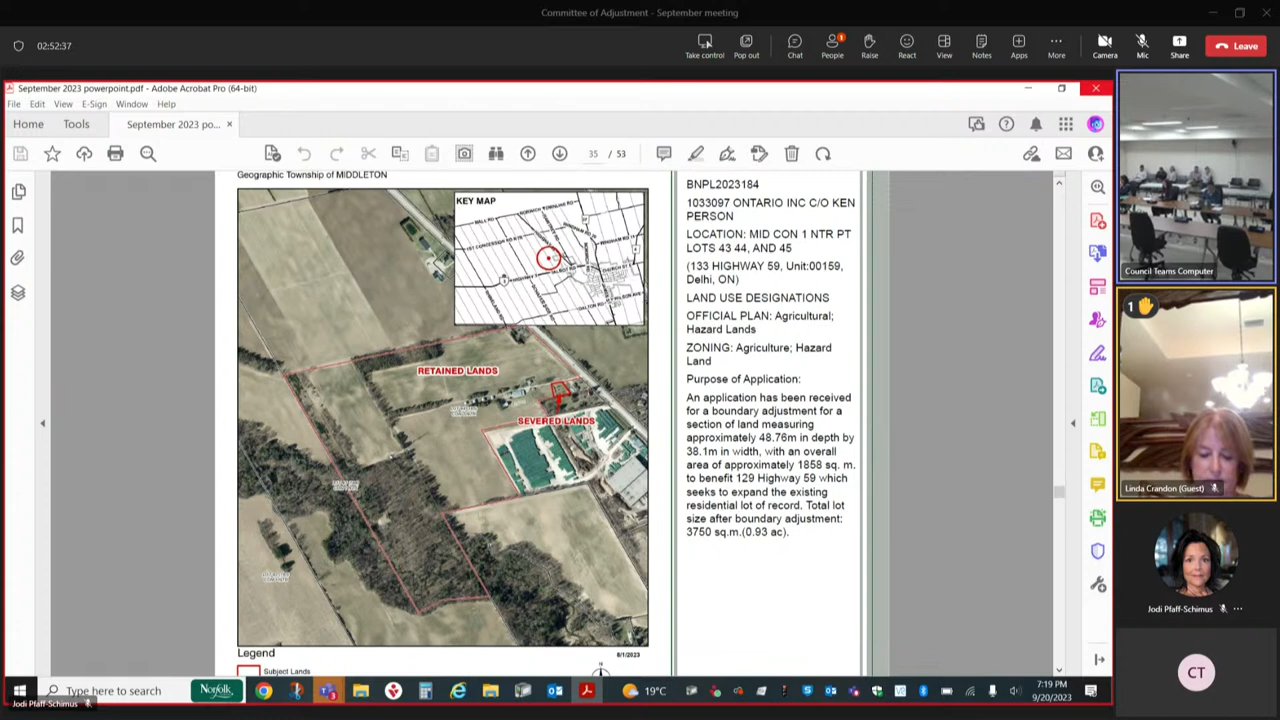 Committee of Adjustment - September meeting
02:52:37
Take control
Pop out
Chat
1
People
Raise
React
View
Notes
Apps
More
Camera
Mic
Share
Leave
September 2023 powerpoint.pdf - Adobe Acrobat Pro (64-bit)
File Edit View E-Sign Window Help
Home
Tools
September 2023 po...
35 / 53
Geographic Township of MIDDLETON
KEY MAP
RETAINED LANDS
SEVERED LANDS
Legend
8/1/2023
Subject Lands
BNPL2023184
1033097 ONTARIO INC C/O KEN
PERSON
LOCATION: MID CON 1 NTR PT
LOTS 43 44, AND 45
(133 HIGHWAY 59, Unit:00159,
Delhi, ON)
LAND USE DESIGNATIONS
OFFICIAL PLAN: Agricultural;
Hazard Lands
ZONING: Agriculture; Hazard
Land
Purpose of Application:
An application has been received
for a boundary adjustment for a
section of land measuring
approximately 48.76m in depth by
38.1m in width, with an overall
area of approximately 1858 sq. m.
to benefit 129 Highway 59 which
seeks to expand the existing
residential lot of record. Total lot
size after boundary adjustment:
3750 sq.m.(0.93 ac).
Council Teams Computer
1
Linda Crandon (Guest)
Jodi Pfaff-Schimus
CT
Type here to search
Norfolk
19°C
7:19 PM
9/20/2023
Jodi Pfaff-Schimus